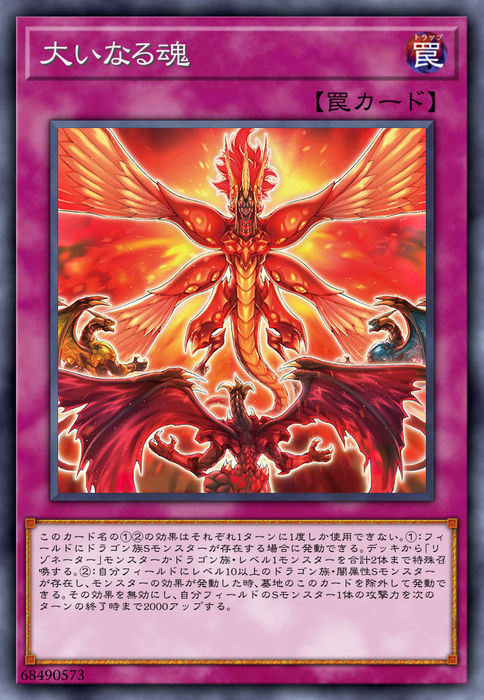 大いなる魂
トラップ
罠
【罠カード】
このカード名の①②の効果はそれぞれ1ターンに1度しか使用できない。①:フィ
ールドにドラゴン族Sモンスターが存在する場合に発動できる。デッキから「リ
ゾネーター」モンスターかドラゴン族・レベル1モンスターを合計2体まで特殊召
喚する。②:自分フィールドにレベル10以上のドラゴン族・闇属性Sモンスター
が存在し、モンスターの効果が発動した時、墓地のこのカードを除外して発動で
きる。その効果を無効にし、自分フィールドのSモンスター1体の攻撃力を次の
ターンの終了時まで2000アップする。
68490573